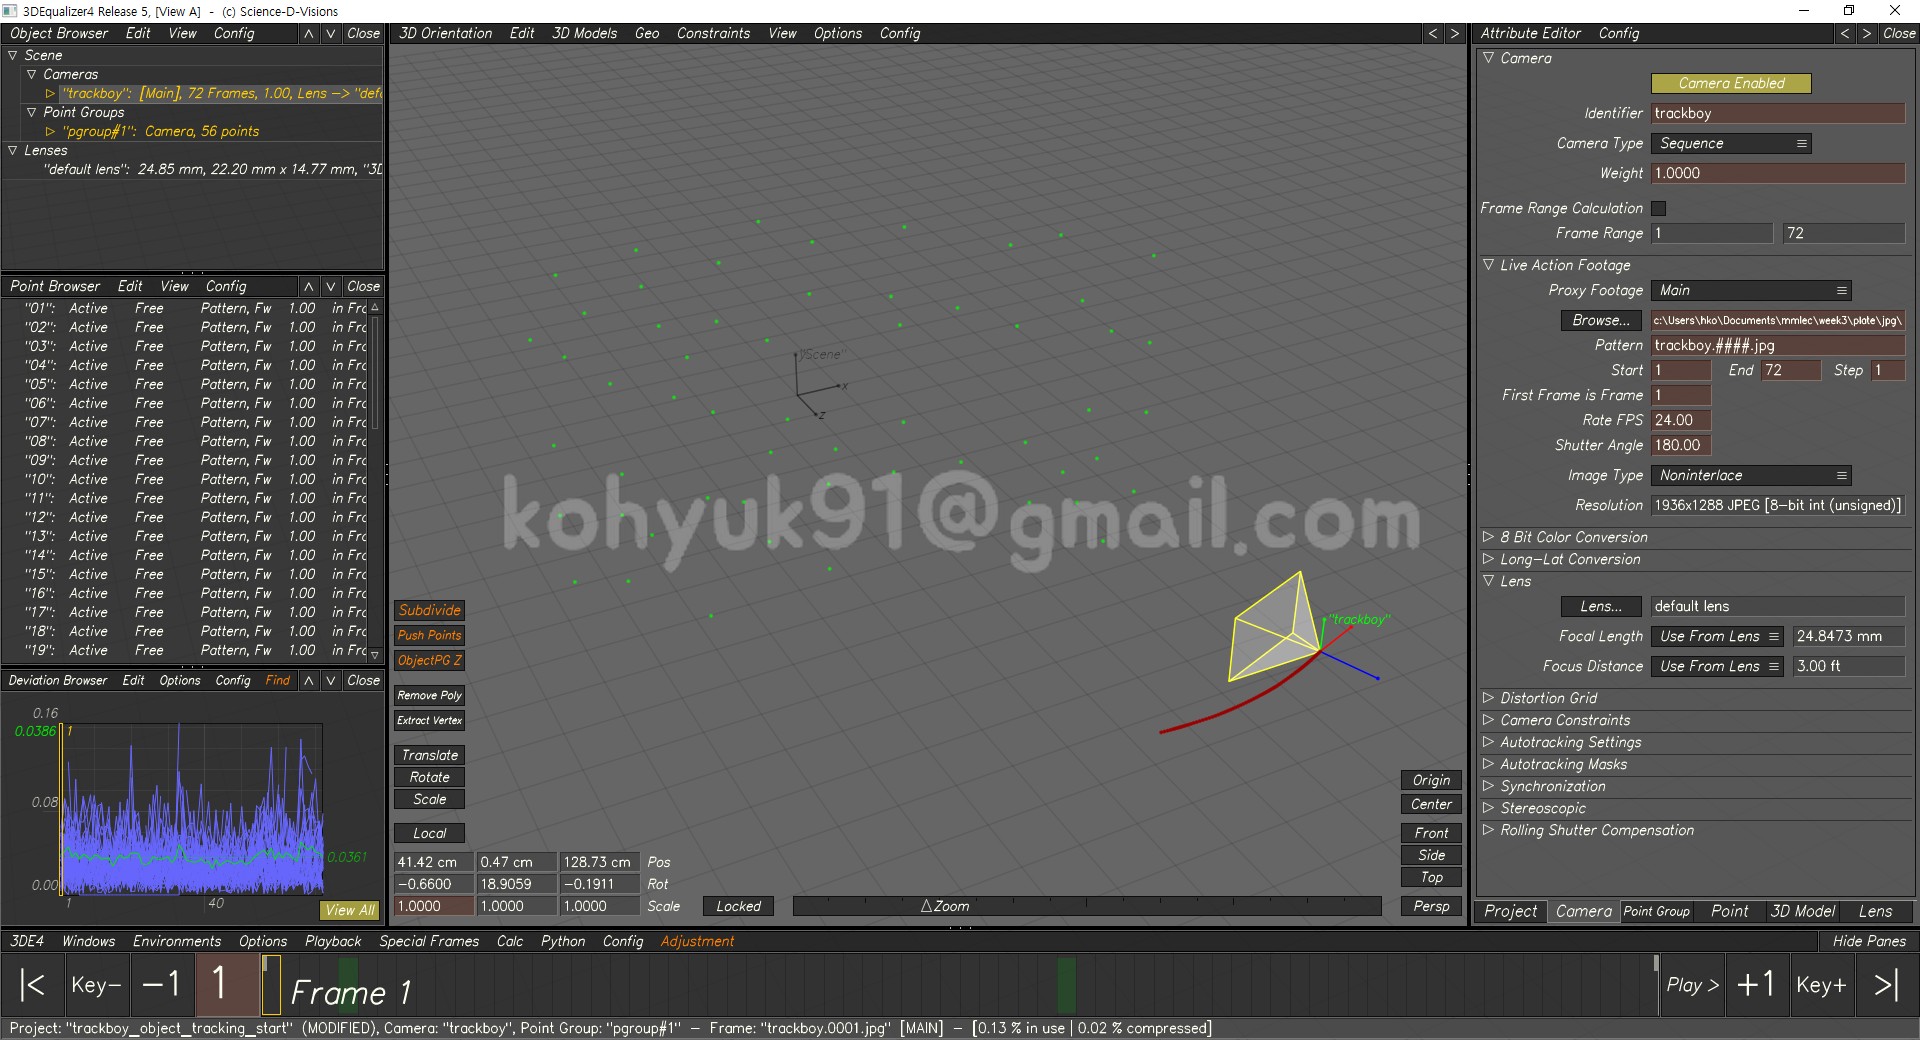 3DEqualizer4 Release 5, [View A]  -  (c) Science-D-Visions
Object Browser Edit View Config Λ V Close
Scene
Cameras
"trackboy": [Main], 72 Frames, 1.00, Lens -> "defa
Point Groups
"pgroup#1": Camera, 56 points
Lenses
"default lens": 24.85 mm, 22.20 mm x 14.77 mm, "3D
Point Browser Edit View Config Λ V Close
"01": Active Free Pattern, Fw 1.00 in Fra
"02": Active Free Pattern, Fw 1.00 in Fra
"03": Active Free Pattern, Fw 1.00 in Fra
"04": Active Free Pattern, Fw 1.00 in Fra
"05": Active Free Pattern, Fw 1.00 in Fra
"06": Active Free Pattern, Fw 1.00 in Fra
"07": Active Free Pattern, Fw 1.00 in Fra
"08": Active Free Pattern, Fw 1.00 in Fra
"09": Active Free Pattern, Fw 1.00 in Fra
"10": Active Free Pattern, Fw 1.00 in Fra
"11": Active Free Pattern, Fw 1.00 in Fra
"12": Active Free Pattern, Fw 1.00 in Fra
"13": Active Free Pattern, Fw 1.00 in Fra
"14": Active Free Pattern, Fw 1.00 in Fra
"15": Active Free Pattern, Fw 1.00 in Fra
"16": Active Free Pattern, Fw 1.00 in Fra
"17": Active Free Pattern, Fw 1.00 in Fra
"18": Active Free Pattern, Fw 1.00 in Fra
"19": Active Free Pattern, Fw 1.00 in Fra
Deviation Browser Edit Options Config Find Λ V Close
0.16
0.0386 1
0.08
0.0361
0.00
1 40
View All
3D Orientation Edit 3D Models Geo Constraints View Options Config < >
"Scene"
y
x
z
kohyuk91@gmail.com
"trackboy"
Subdivide
Push Points
ObjectPG Z
Remove Poly
Extract Vertex
Translate
Rotate
Scale
Local
41.42 cm 0.47 cm 128.73 cm Pos
-0.6600 18.9059 -0.1911 Rot
1.0000 1.0000 1.0000 Scale
Locked
Zoom
Origin
Center
Front
Side
Top
Persp
Attribute Editor Config < > Close
Camera
Camera Enabled
Identifier trackboy
Camera Type Sequence
Weight 1.0000
Frame Range Calculation
Frame Range 1 72
Live Action Footage
Proxy Footage Main
Browse... c:\Users\hko\Documents\mmlec\week3\plate\jpg\
Pattern trackboy.####.jpg
Start 1 End 72 Step 1
First Frame is Frame 1
Rate FPS 24.00
Shutter Angle 180.00
Image Type Noninterlace
Resolution 1936x1288 JPEG [8-bit int (unsigned)]
8 Bit Color Conversion
Long-Lat Conversion
Lens
Lens... default lens
Focal Length Use From Lens 24.8473 mm
Focus Distance Use From Lens 3.00 ft
Distortion Grid
Camera Constraints
Autotracking Settings
Autotracking Masks
Synchronization
Stereoscopic
Rolling Shutter Compensation
Project Camera Point Group Point 3D Model Lens
3DE4 Windows Environments Options Playback Special Frames Calc Python Config Adjustment Hide Panes
|< Key- -1 1 Frame 1 Play > +1 Key+ >|
Project: "trackboy_object_tracking_start" (MODIFIED), Camera: "trackboy", Point Group: "pgroup#1" - Frame: "trackboy.0001.jpg" [MAIN] - [0.13 % in use | 0.02 % compressed]